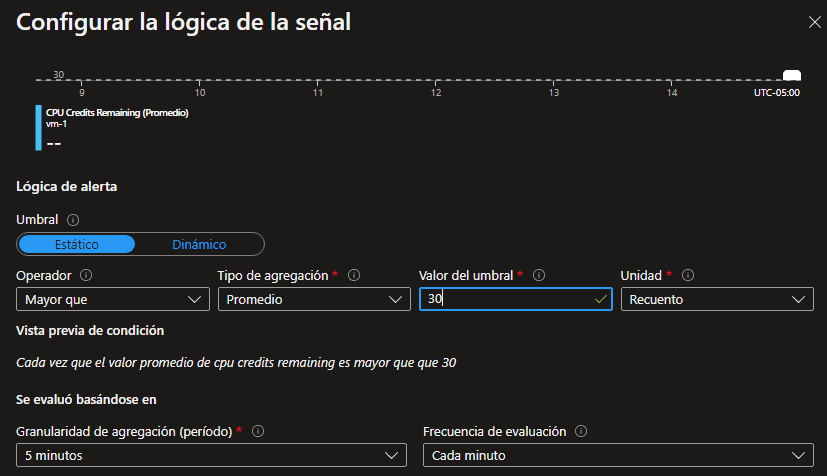 Configurar la lógica de la señal
30
9 10 11 12 13 14 UTC-05:00
CPU Credits Remaining (Promedio)
vm-1
--
Lógica de alerta
Umbral
Estático Dinámico
Operador Tipo de agregación * Valor del umbral * Unidad *
Mayor que Promedio 30 Recuento
Vista previa de condición
Cada vez que el valor promedio de cpu credits remaining es mayor que que 30
Se evaluó basándose en
Granularidad de agregación (período) * Frecuencia de evaluación
5 minutos Cada minuto